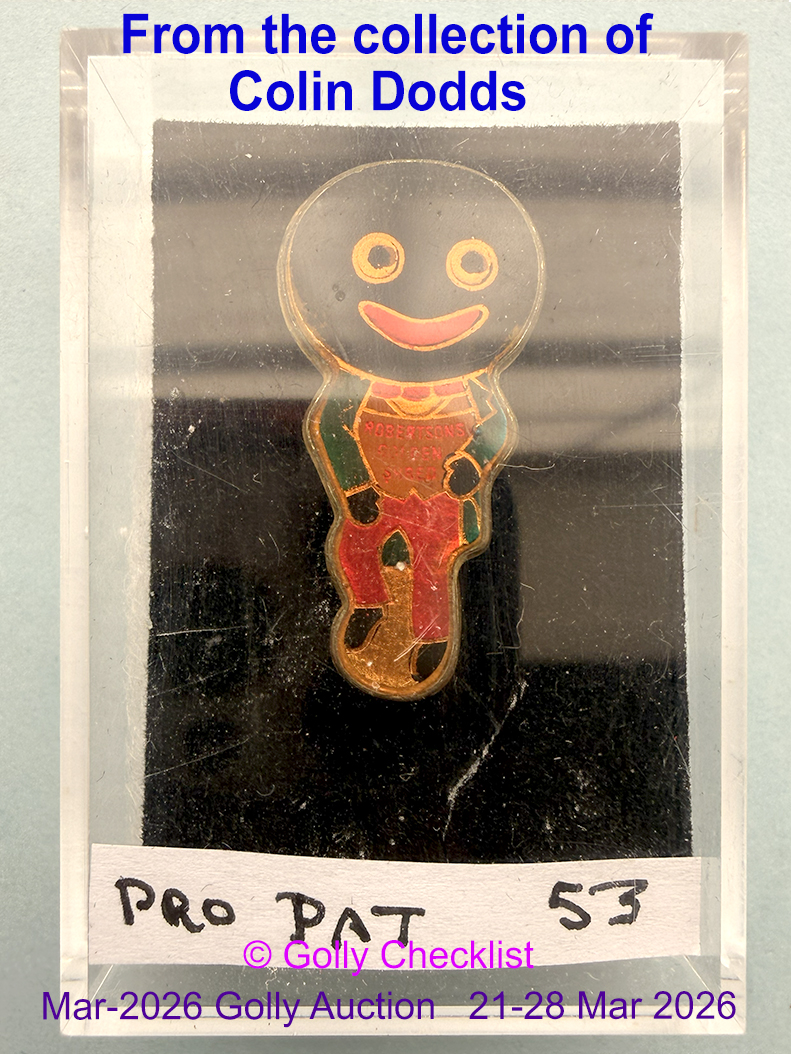 From the collection of
Colin Dodds
ROBERTSONS
GOLDEN
SHRED
PRO PAT 53
© Golly Checklist
Mar-2026 Golly Auction 21-28 Mar 2026